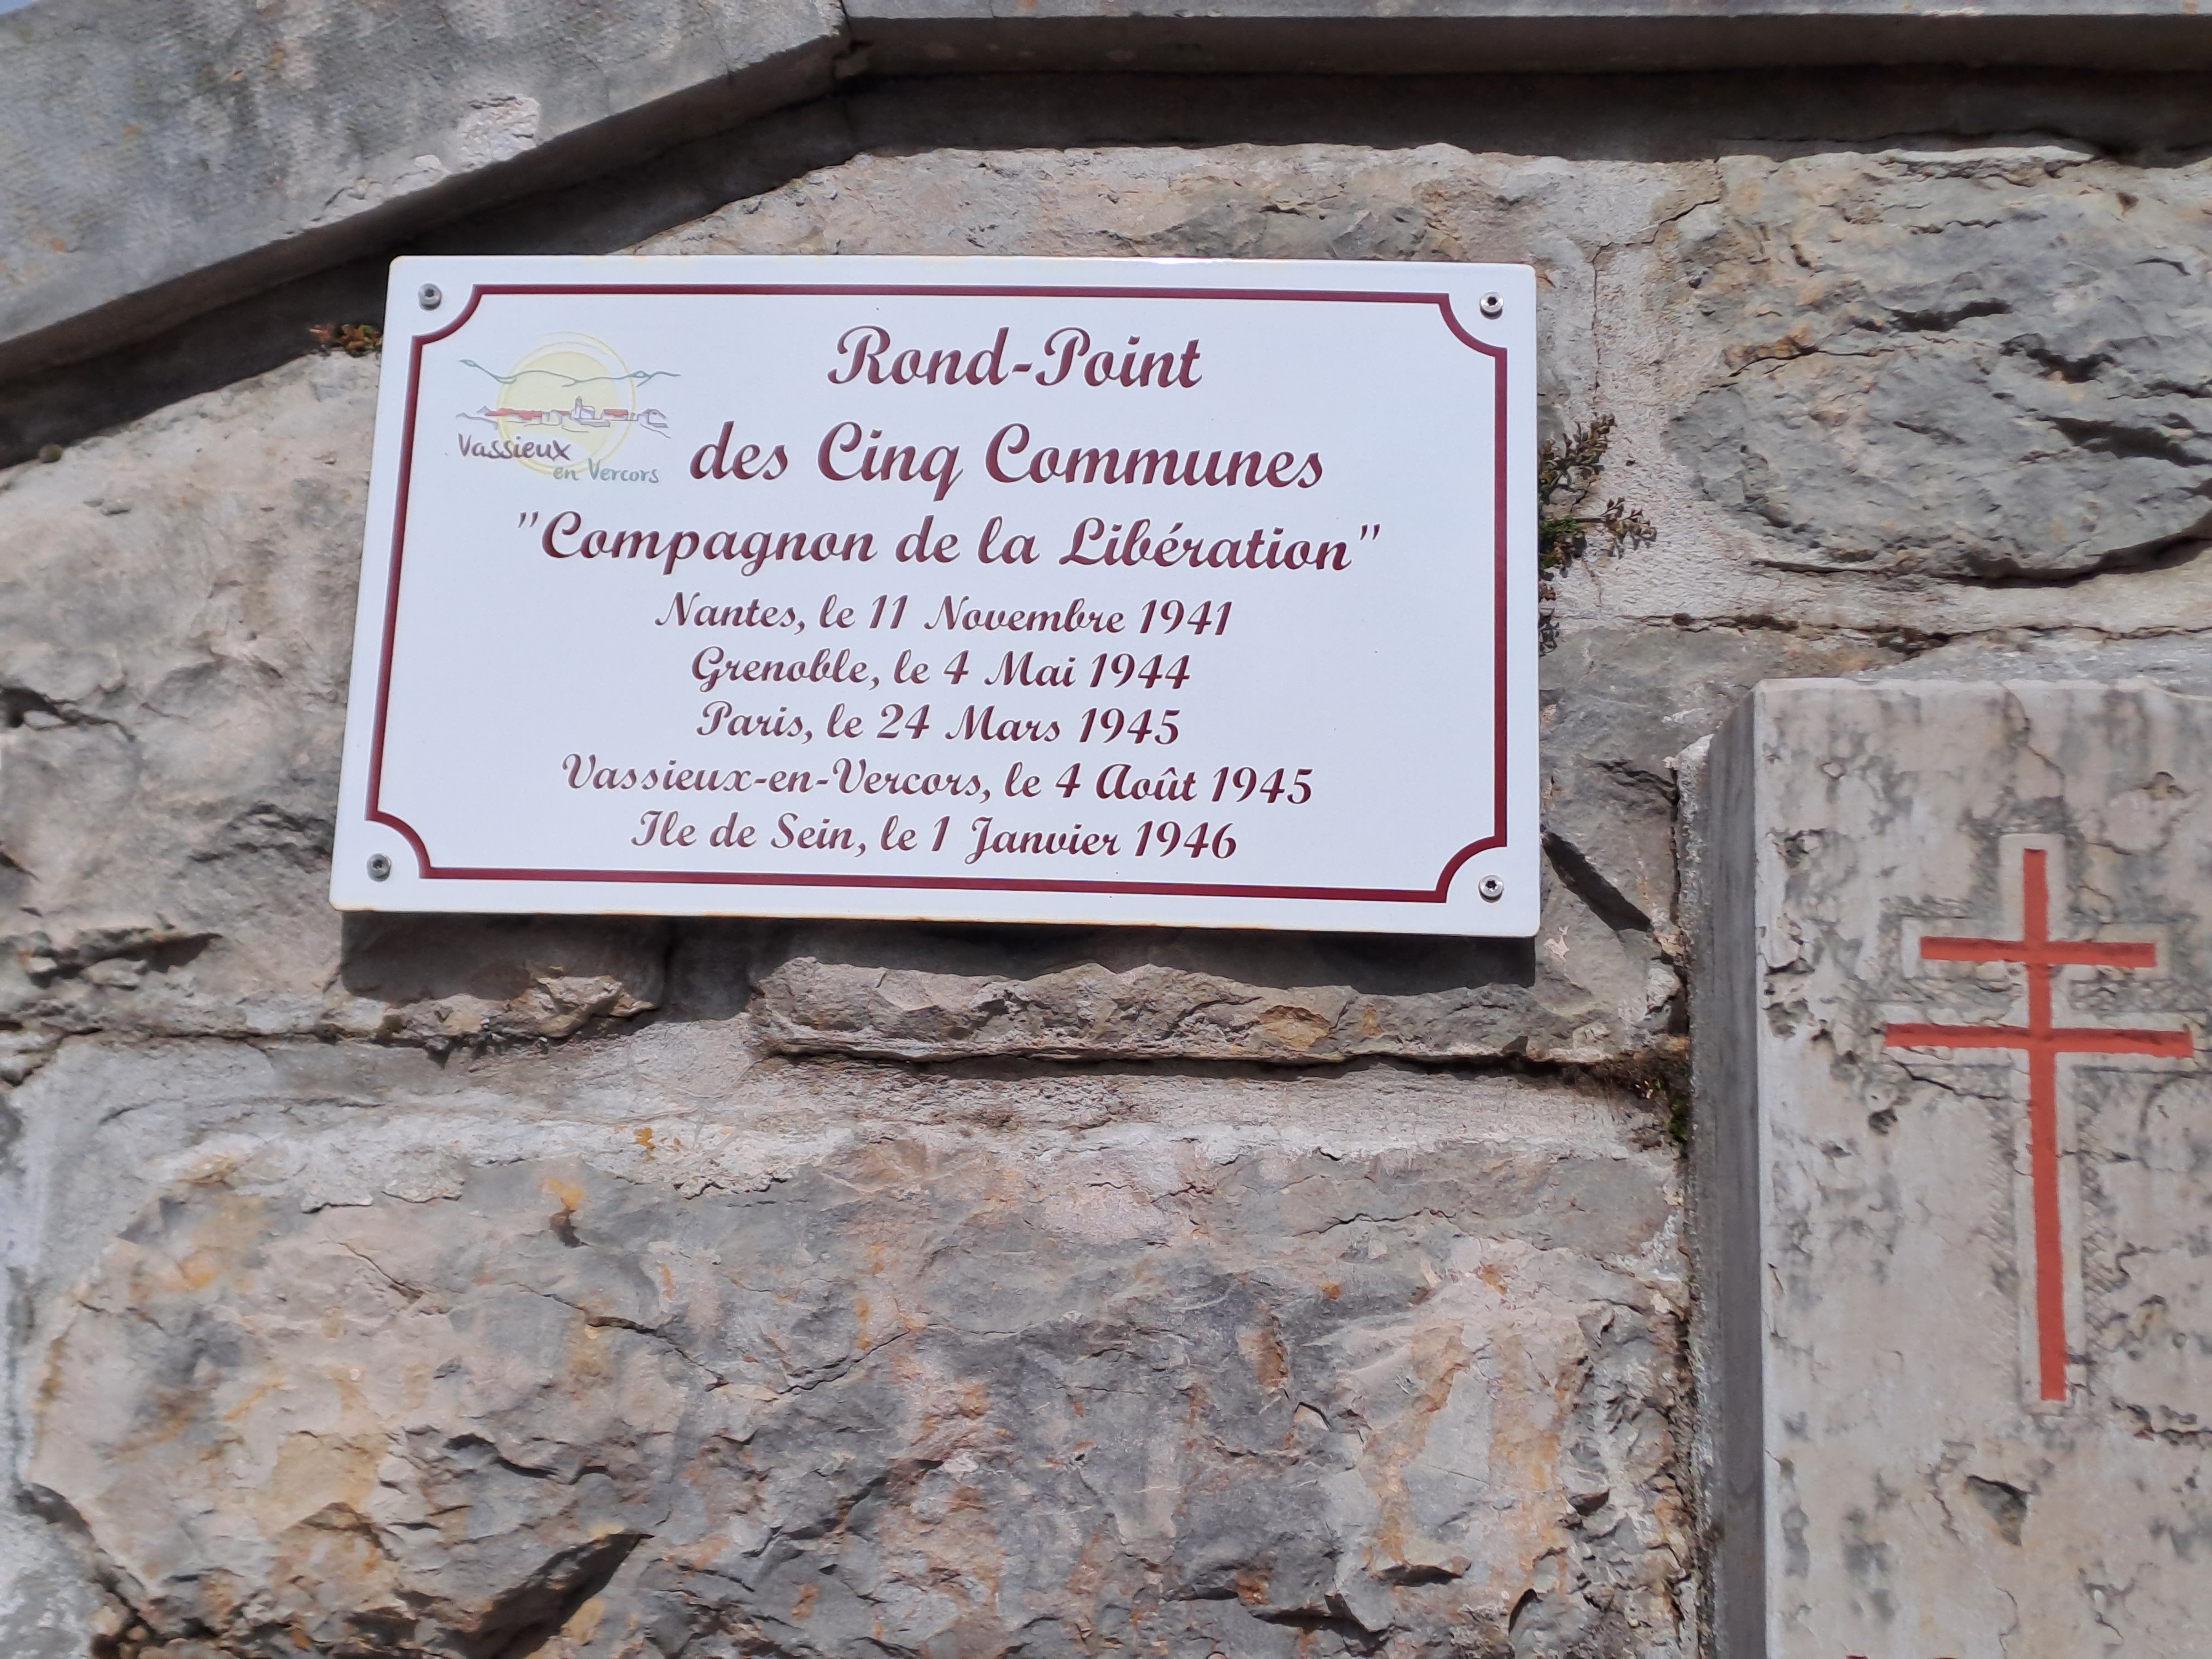 Rond-Point
des Cinq Communes
"Compagnon de la Libération"
Nantes, le 11 Novembre 1941
Grenoble, le 4 Mai 1944
Paris, le 24 Mars 1945
Vassieux-en-Vercors, le 4 Août 1945
Ile de Sein, le 1 Janvier 1946
Vassieux
en Vercors